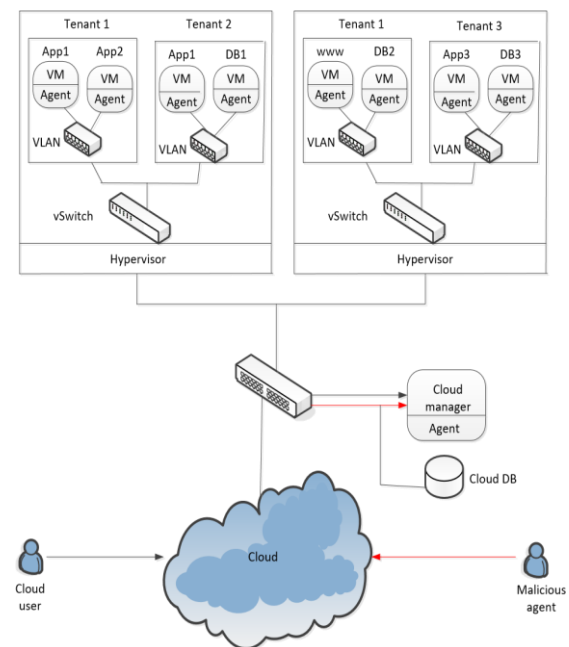 Tenant 1 Tenant 2 Tenant 1 Tenant 3
App1 App2 App1 DB1 www DB2 App3 DB3
VM VM VM VM VM VM VM VM
Agent Agent Agent Agent Agent Agent Agent Agent
VLAN VLAN VLAN VLAN
vSwitch vSwitch
Hypervisor Hypervisor
Cloud
manager
Agent
Cloud DB
Cloud
Cloud
user
Malicious
agent